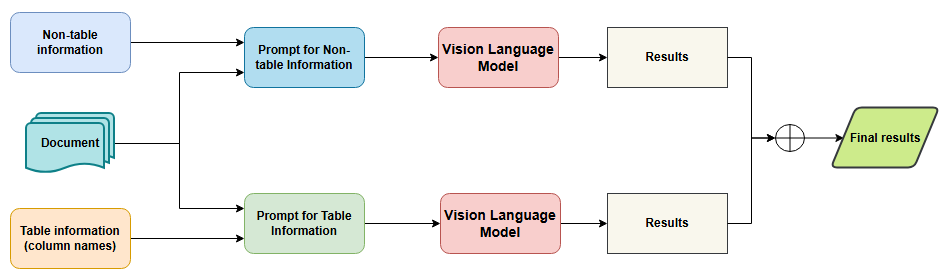 Non-table
information
Prompt for Non-
table Information
Vision Language
Model
Results
Document
Final results
Table information
(column names)
Prompt for Table
Information
Vision Language
Model
Results